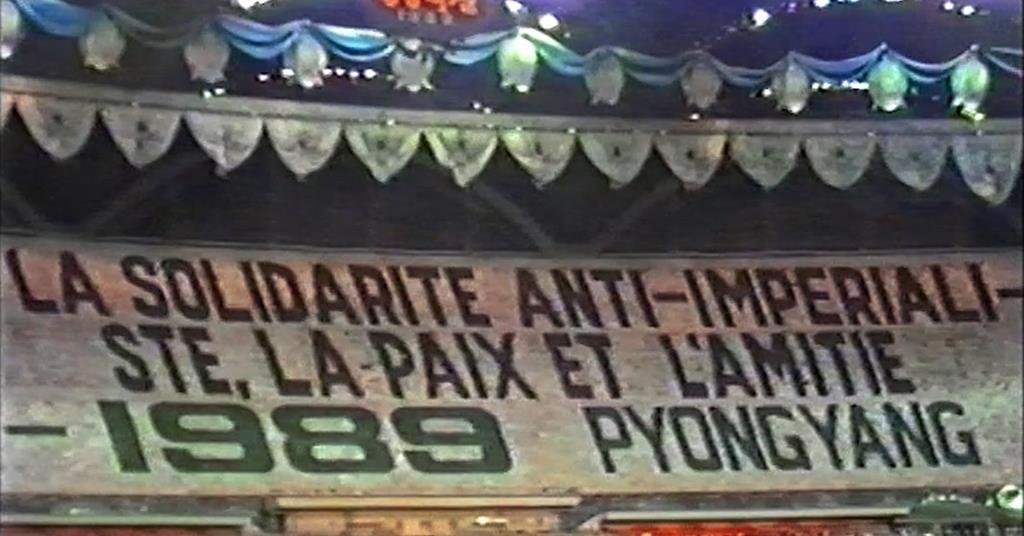 LA SOLIDARITE ANTI-IMPERIALI-
STE, LA PAIX ET L'AMITIE
- 1989 PYONGYANG